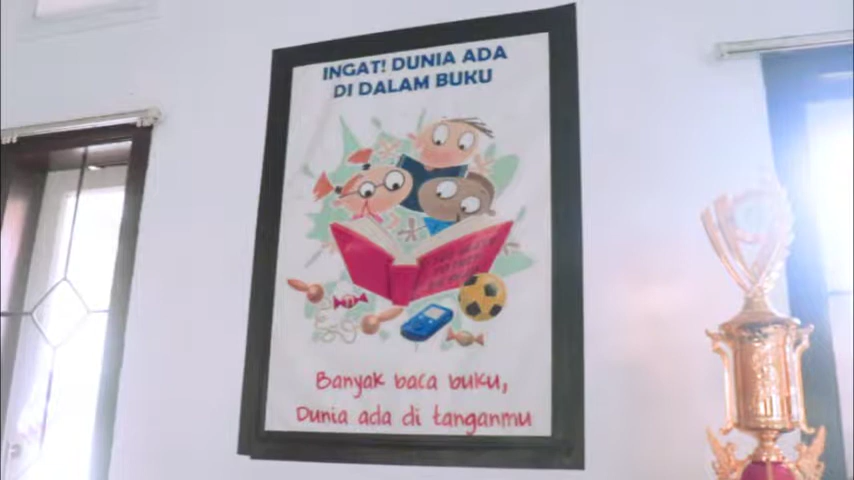 INGAT! DUNIA ADA
DI DALAM BUKU
Banyak baca buku,
Dunia ada di tanganmu